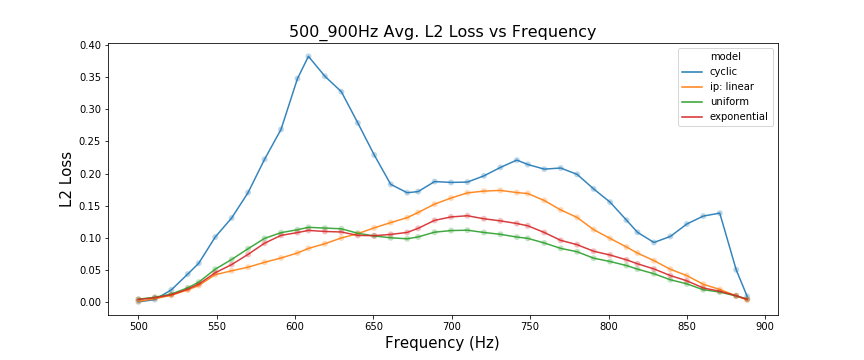 500_900Hz Avg. L2 Loss vs Frequency
L2 Loss
0.40
0.35
0.30
0.25
0.20
0.15
0.10
0.05
0.00
model
cyclic
ip: linear
uniform
exponential
500 550 600 650 700 750 800 850 900
Frequency (Hz)